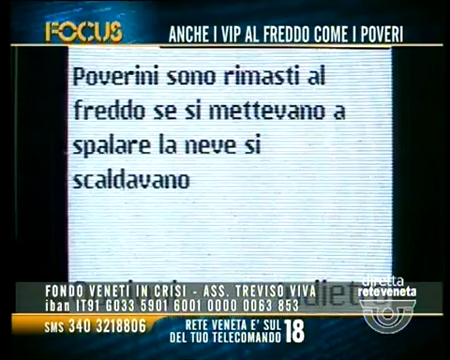 FOCUS
ANCHE I VIP AL FREDDO COME I POVERI
Poverini sono rimasti al
freddo se si mettevano a
spalare la neve si
scaldavano
FONDO VENETI IN CRISI - ASS. TREVISO VIVA
iban IT91 G033 5901 6001 0000 0063 853
diretta
reteveneta
SMS 340 3218806
RETE VENETA E' SUL 18
DEL TUO TELECOMANDO